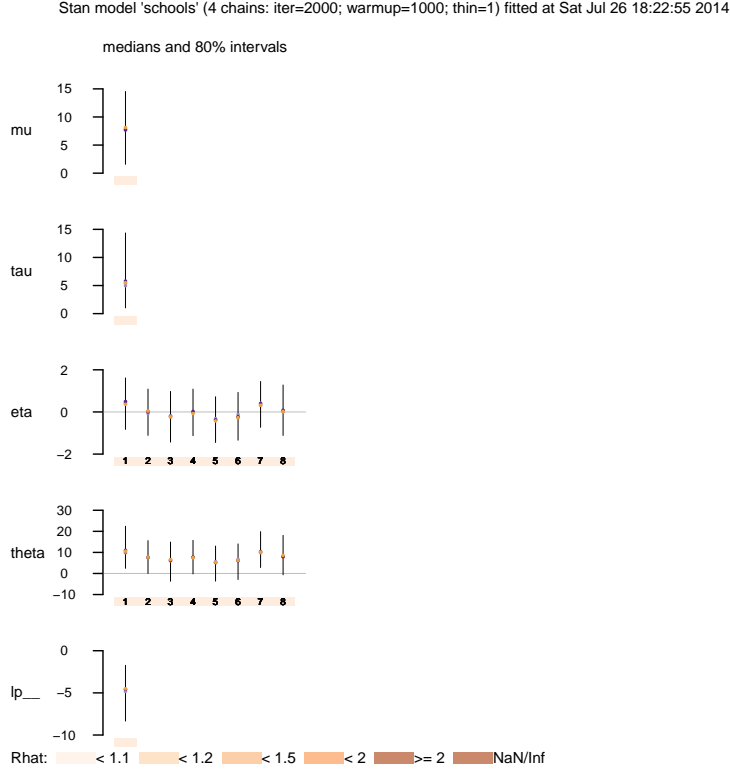 Stan model 'schools' (4 chains: iter=2000; warmup=1000; thin=1) fitted at Sat Jul 26 18:22:55 2014
medians and 80% intervals
15
10
mu
5
0
15
10
tau
5
0
2
eta 0
−2
1 2 3 4 5 6 7 8
30
20
theta 10
0
−10
1 2 3 4 5 6 7 8
0
lp__ −5
−10
Rhat: < 1.1 < 1.2 < 1.5 < 2 >= 2 NaN/Inf